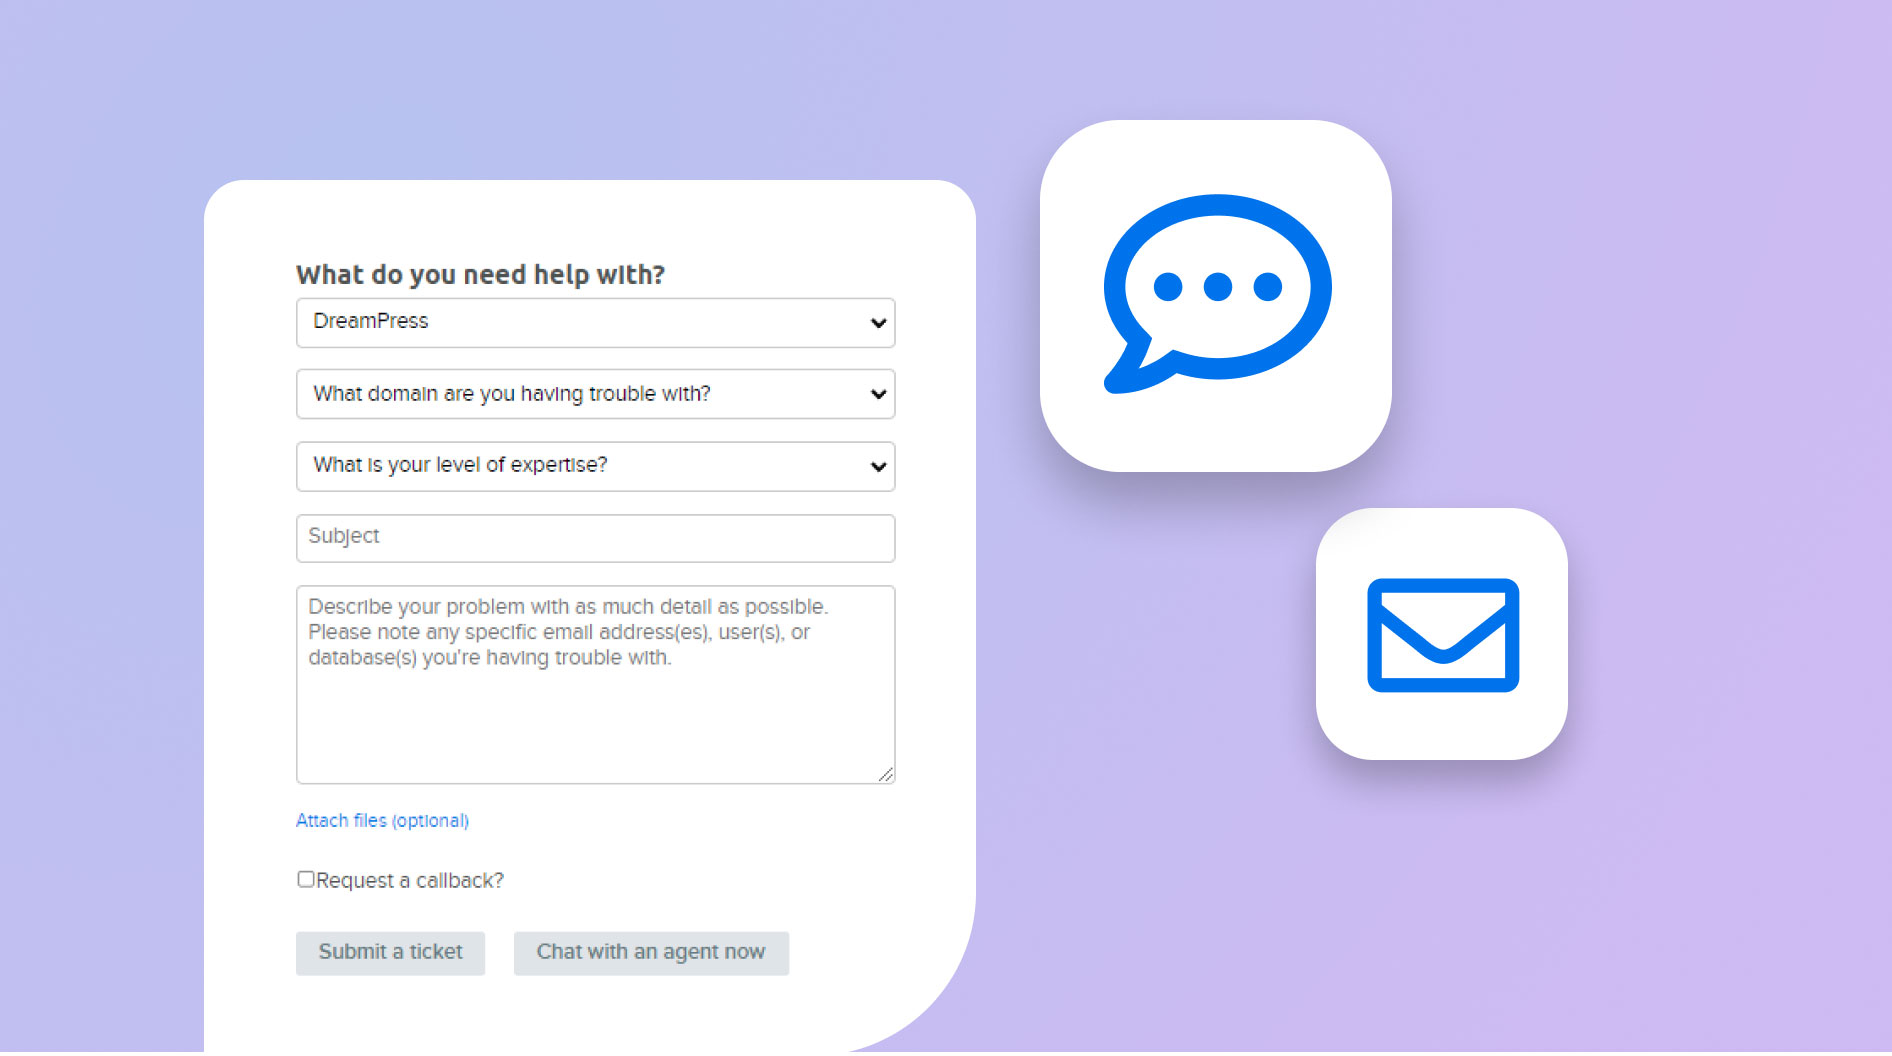 What do you need help with?
DreamPress
What domain are you having trouble with?
What is your level of expertise?
Subject
Describe your problem with as much detail as possible.
Please note any specific email address(es), user(s), or
database(s) you're having trouble with.
Attach files (optional)
Request a callback?
Submit a ticket
Chat with an agent now